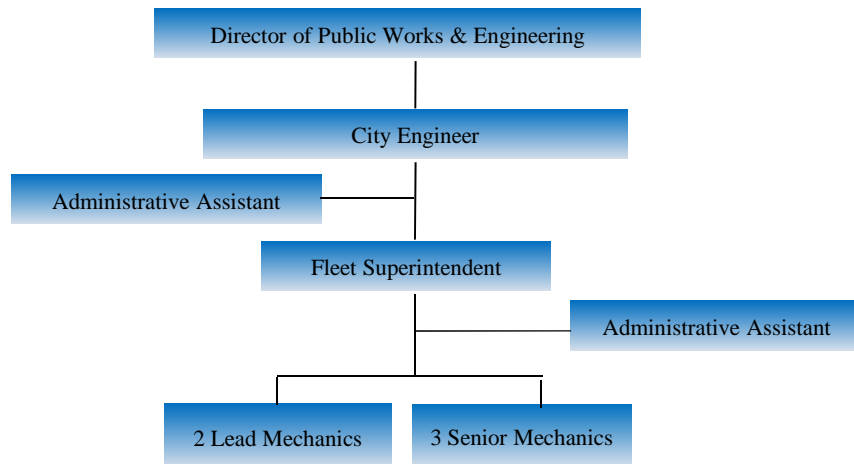 Director of Public Works & Engineering
City Engineer
Administrative Assistant
Fleet Superintendent
Administrative Assistant
2 Lead Mechanics
3 Senior Mechanics